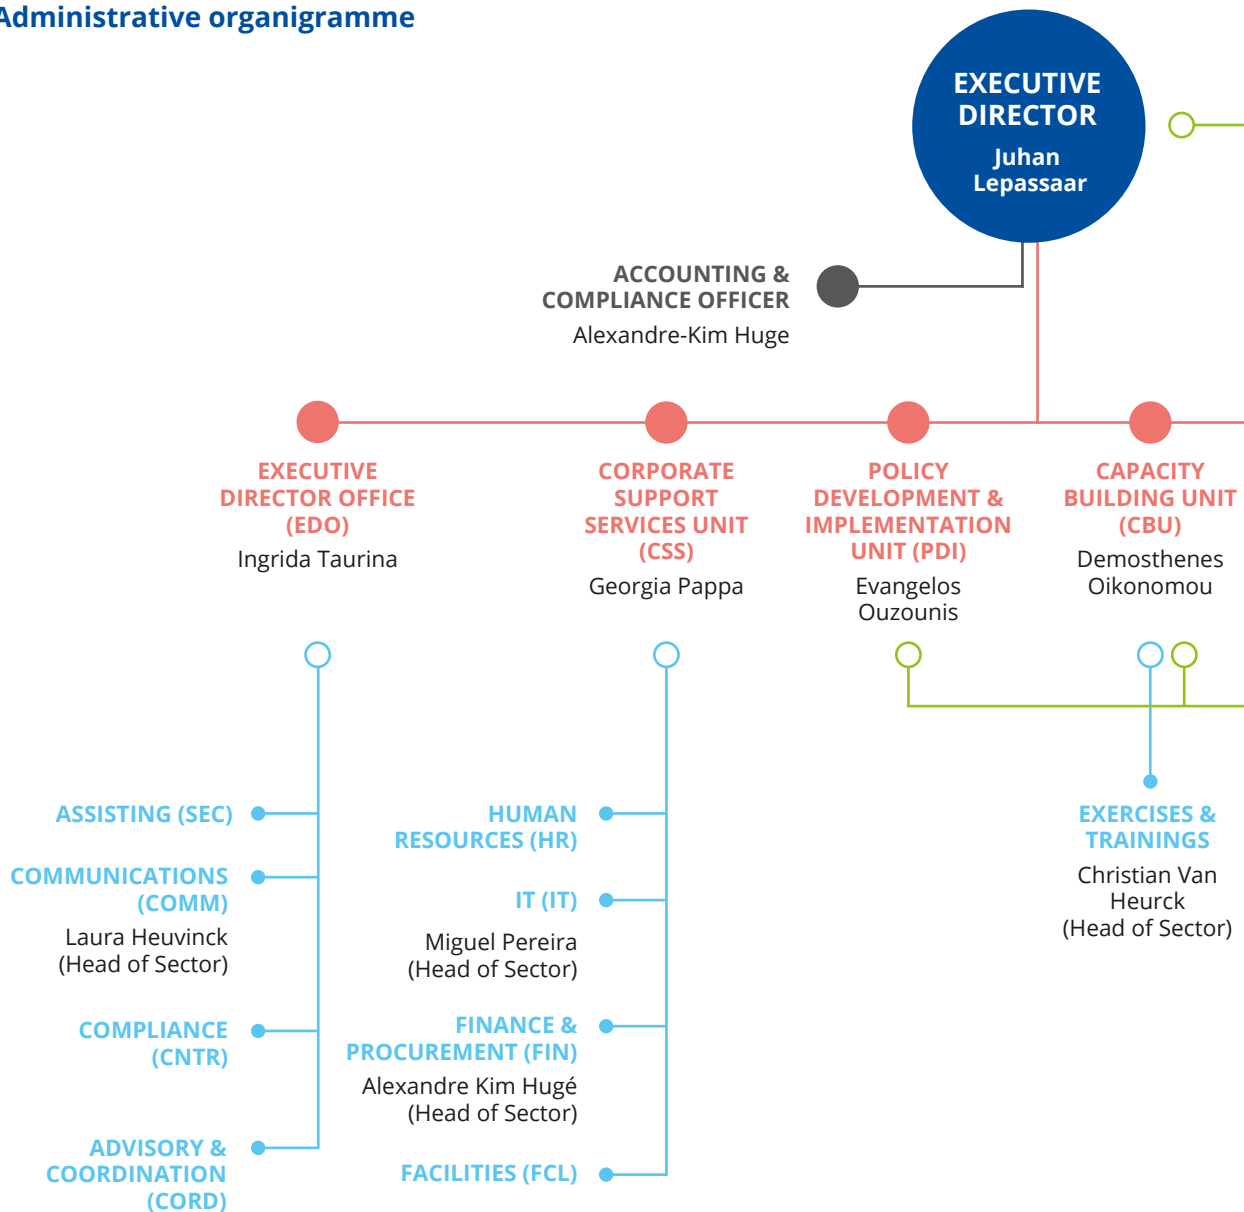 Administrative organigramme
EXECUTIVE
DIRECTOR
Juhan
Lepassaar
ACCOUNTING &
COMPLIANCE OFFICER
Alexandre-Kim Huge
EXECUTIVE
DIRECTOR OFFICE
(EDO)
Ingrida Taurina
CORPORATE
SUPPORT
SERVICES UNIT
(CSS)
Georgia Pappa
POLICY
DEVELOPMENT &
IMPLEMENTATION
UNIT (PDI)
Evangelos
Ouzounis
CAPACITY
BUILDING UNIT
(CBU)
Demosthenes
Oikonomou
ASSISTING (SEC)
COMMUNICATIONS
(COMM)
Laura Heuvinck
(Head of Sector)
COMPLIANCE
(CNTR)
ADVISORY &
COORDINATION
(CORD)
HUMAN
RESOURCES (HR)
IT (IT)
Miguel Pereira
(Head of Sector)
FINANCE &
PROCUREMENT (FIN)
Alexandre Kim Hugé
(Head of Sector)
FACILITIES (FCL)
EXERCISES &
TRAININGS
Christian Van
Heurck
(Head of Sector)